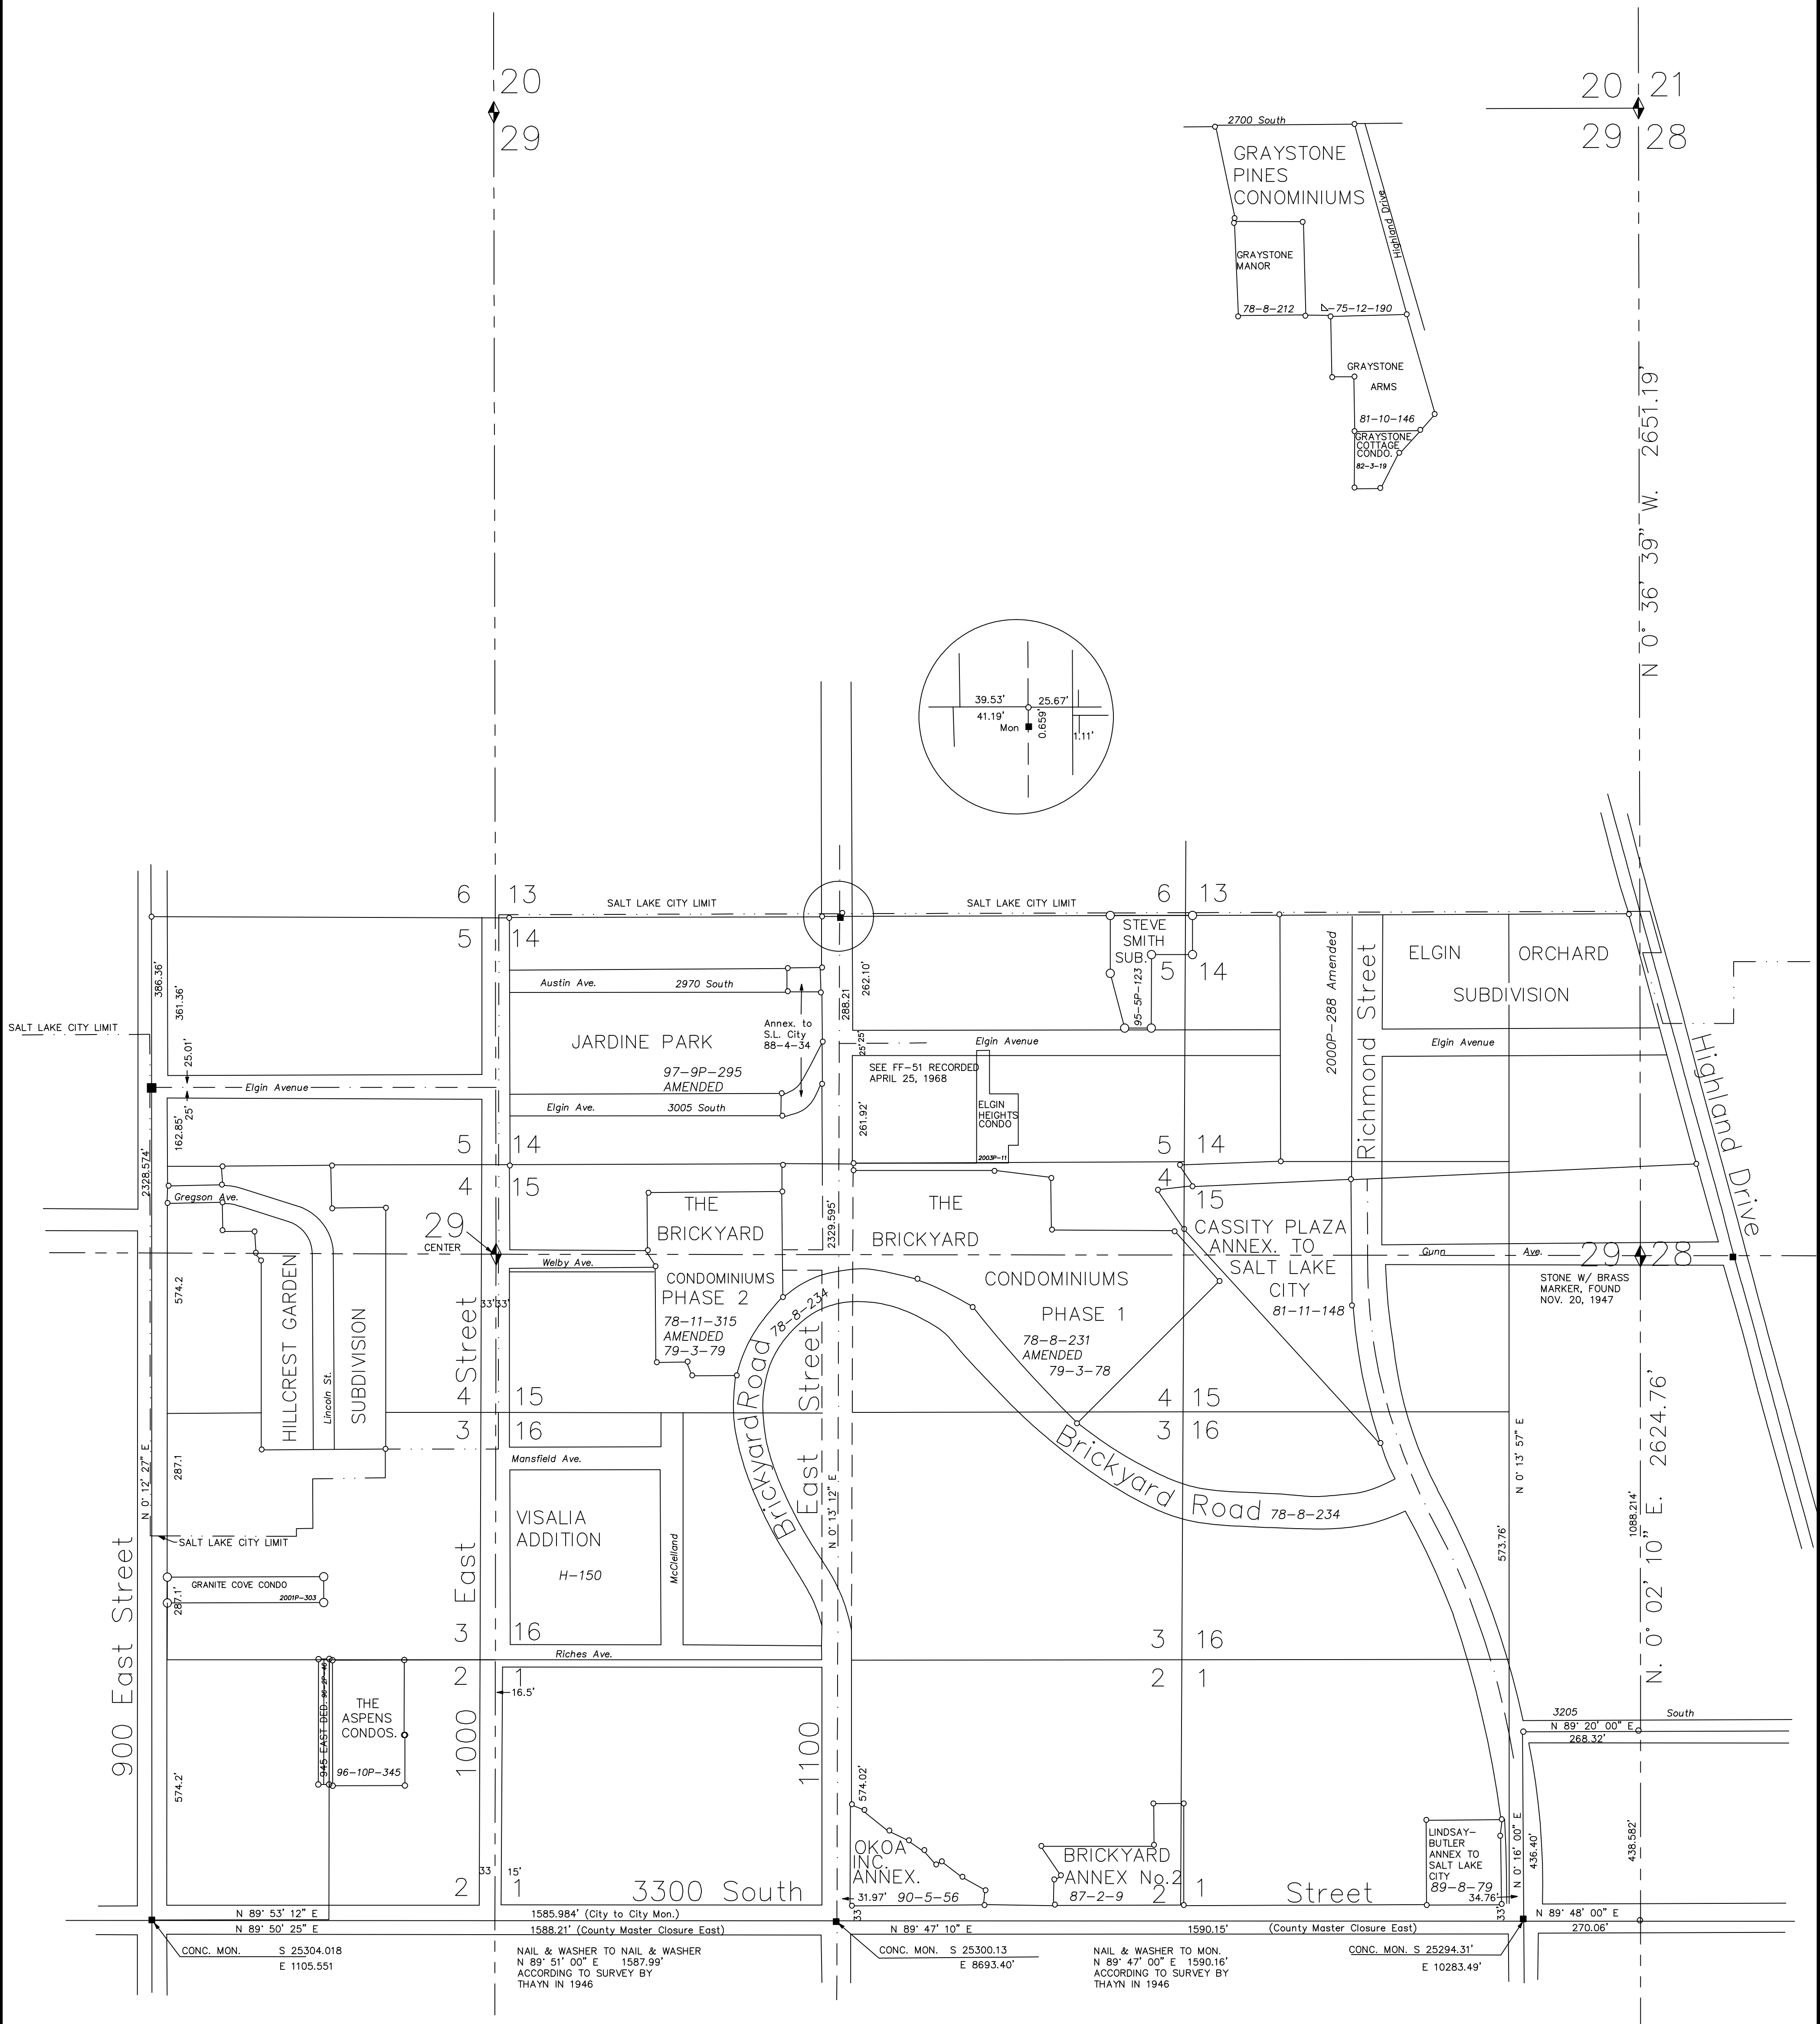 20
29
20 21
29 28
2700 South
GRAYSTONE
PINES
CONOMINIUMS
Highland Drive
GRAYSTONE
MANOR
78-8-212
75-12-190
GRAYSTONE
ARMS
81-10-146
GRAYSTONE
COTTAGE
CONDO.
82-3-19
N 0° 36' 39" W. 2651.19'
39.53'
25.67'
41.19'
Mon
0.659'
1.11'
6 13
SALT LAKE CITY LIMIT
SALT LAKE CITY LIMIT
6 13
5 14
STEVE
SMITH
SUB.
95-5P-123
5 14
2000P-288 Amended
Richmond Street
ELGIN ORCHARD
SUBDIVISION
386.36'
361.36'
Austin Ave. 2970 South
262.10'
288.21
SALT LAKE CITY LIMIT
JARDINE PARK
97-9P-295
AMENDED
Annex. to
S.L. City
88-4-34
25' 25'
Elgin Avenue
Elgin Avenue
Highland Drive
SEE FF-51 RECORDED
APRIL 25, 1968
25.01'
Elgin Avenue
25'
162.85'
Elgin Ave. 3005 South
261.92'
ELGIN
HEIGHTS
CONDO
2003P-11
5 14
5 14
2328.574'
4 15
4
15
Gregson Ave.
THE
BRICKYARD
2329.595'
THE
BRICKYARD
CASSITY PLAZA
ANNEX. TO
SALT LAKE
CITY
81-11-148
29
CENTER
Welby Ave.
Gunn Ave.
29 28
STONE W/ BRASS
MARKER, FOUND
NOV. 20, 1947
574.2
HILLCREST GARDEN
Lincoln St.
SUBDIVISION
33' 33'
CONDOMINIUMS
PHASE 2
78-11-315
AMENDED
79-3-79
Brickyard Road 78-8-234
CONDOMINIUMS
PHASE 1
78-8-231
AMENDED
79-3-78
4 15
3 16
4 15
3 16
Mansfield Ave.
287.1
N 0° 12' 27" E
N 0° 13' 12" E
N 0° 13' 57" E
Brickyard Road 78-8-234
VISALIA
ADDITION
H-150
McClelland
573.76'
1088.214'
N. 0° 02' 10" E. 2624.76'
SALT LAKE CITY LIMIT
GRANITE COVE CONDO
2001P-303
287.1'
900 East Street
1000 East Street
1100 East Street
3 16
Riches Ave.
2 1
3 16
2 1
16.5'
945 EAST DED. 96-2P-46
THE
ASPENS
CONDOS.
96-10P-345
574.2'
574.02'
3205 South
N 89° 20' 00" E
268.32'
OKOA
INC.
ANNEX.
90-5-56
31.97'
BRICKYARD
ANNEX No.2
87-2-9
LINDSAY-
BUTLER
ANNEX TO
SALT LAKE
CITY
89-8-79
34.76'
N 0° 16' 00" E
436.40'
438.582'
33
15'
2 1
3300 South
2 1
Street
33'
33'
N 89° 53' 12" E
1585.984' (City to City Mon.)
N 89° 48' 00" E
N 89° 50' 25" E
1588.21' (County Master Closure East)
N 89° 47' 10" E
1590.15' (County Master Closure East)
270.06'
CONC. MON. S 25304.018
E 1105.551
NAIL & WASHER TO NAIL & WASHER
N 89° 51' 00" E 1587.99'
ACCORDING TO SURVEY BY
THAYN IN 1946
CONC. MON. S 25300.13
E 8693.40'
NAIL & WASHER TO MON.
N 89° 47' 00" E 1590.16'
ACCORDING TO SURVEY BY
THAYN IN 1946
CONC. MON. S 25294.31'
E 10283.49'